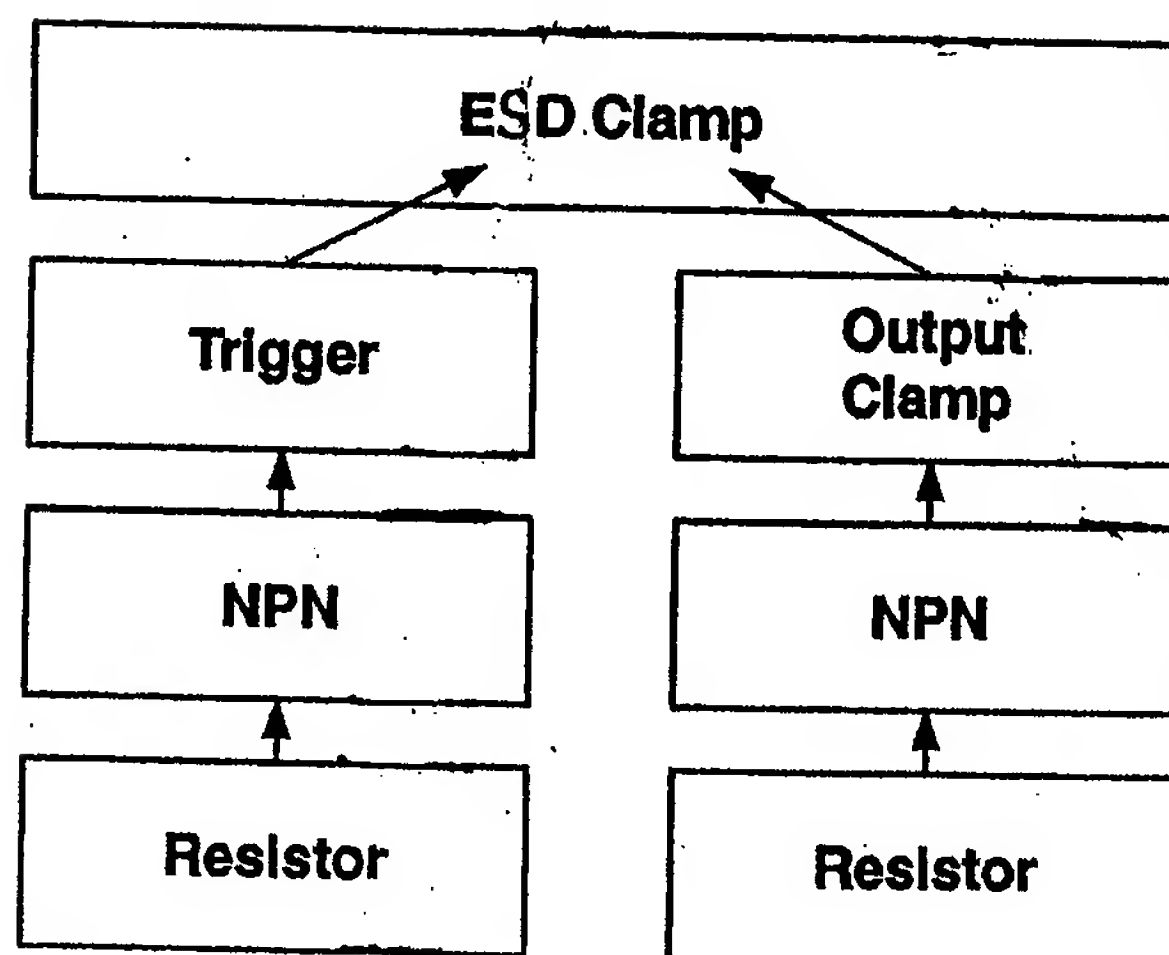 ESD Clamp
Trigger
Output
Clamp
NPN
NPN
Resistor
Resistor